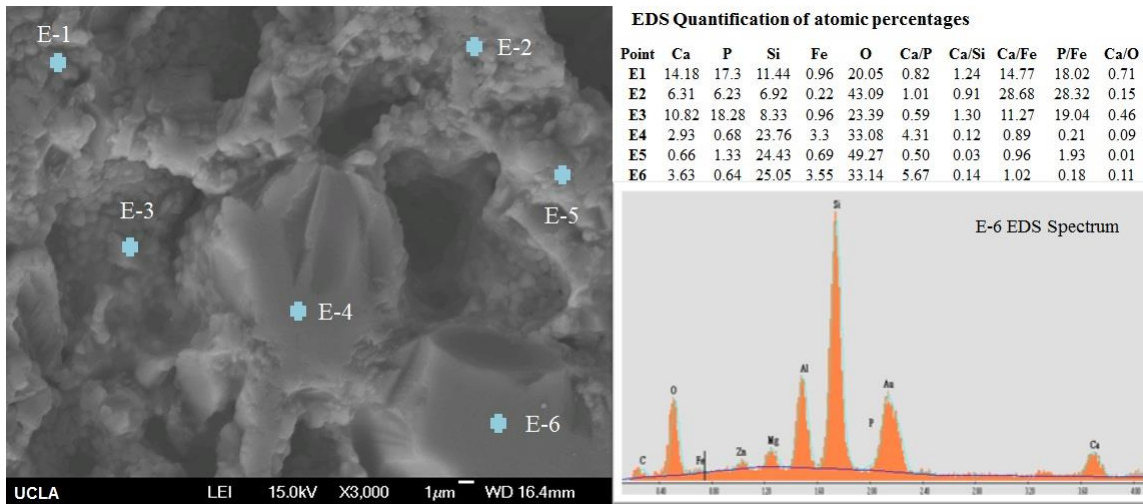 E-1
E-2
E-3
E-5
E-4
E-6
UCLA LEI 15.0kV X3,000 1μm WD 16.4mm
EDS Quantification of atomic percentages
Point Ca P Si Fe O Ca/P Ca/Si Ca/Fe P/Fe Ca/O
E1 14.18 17.3 11.44 0.96 20.05 0.82 1.24 14.77 18.02 0.71
E2 6.31 6.23 6.92 0.22 43.09 1.01 0.91 28.68 28.32 0.15
E3 10.82 18.28 8.33 0.96 23.39 0.59 1.30 11.27 19.04 0.46
E4 2.93 0.68 23.76 3.3 33.08 4.31 0.12 0.89 0.21 0.09
E5 0.66 1.33 24.43 0.69 49.27 0.50 0.03 0.96 1.93 0.01
E6 3.63 0.64 25.05 3.55 33.14 5.67 0.14 1.02 0.18 0.11
Si
E-6 EDS Spectrum
Al
O
Au
P
C Fe Zn Mg Ca